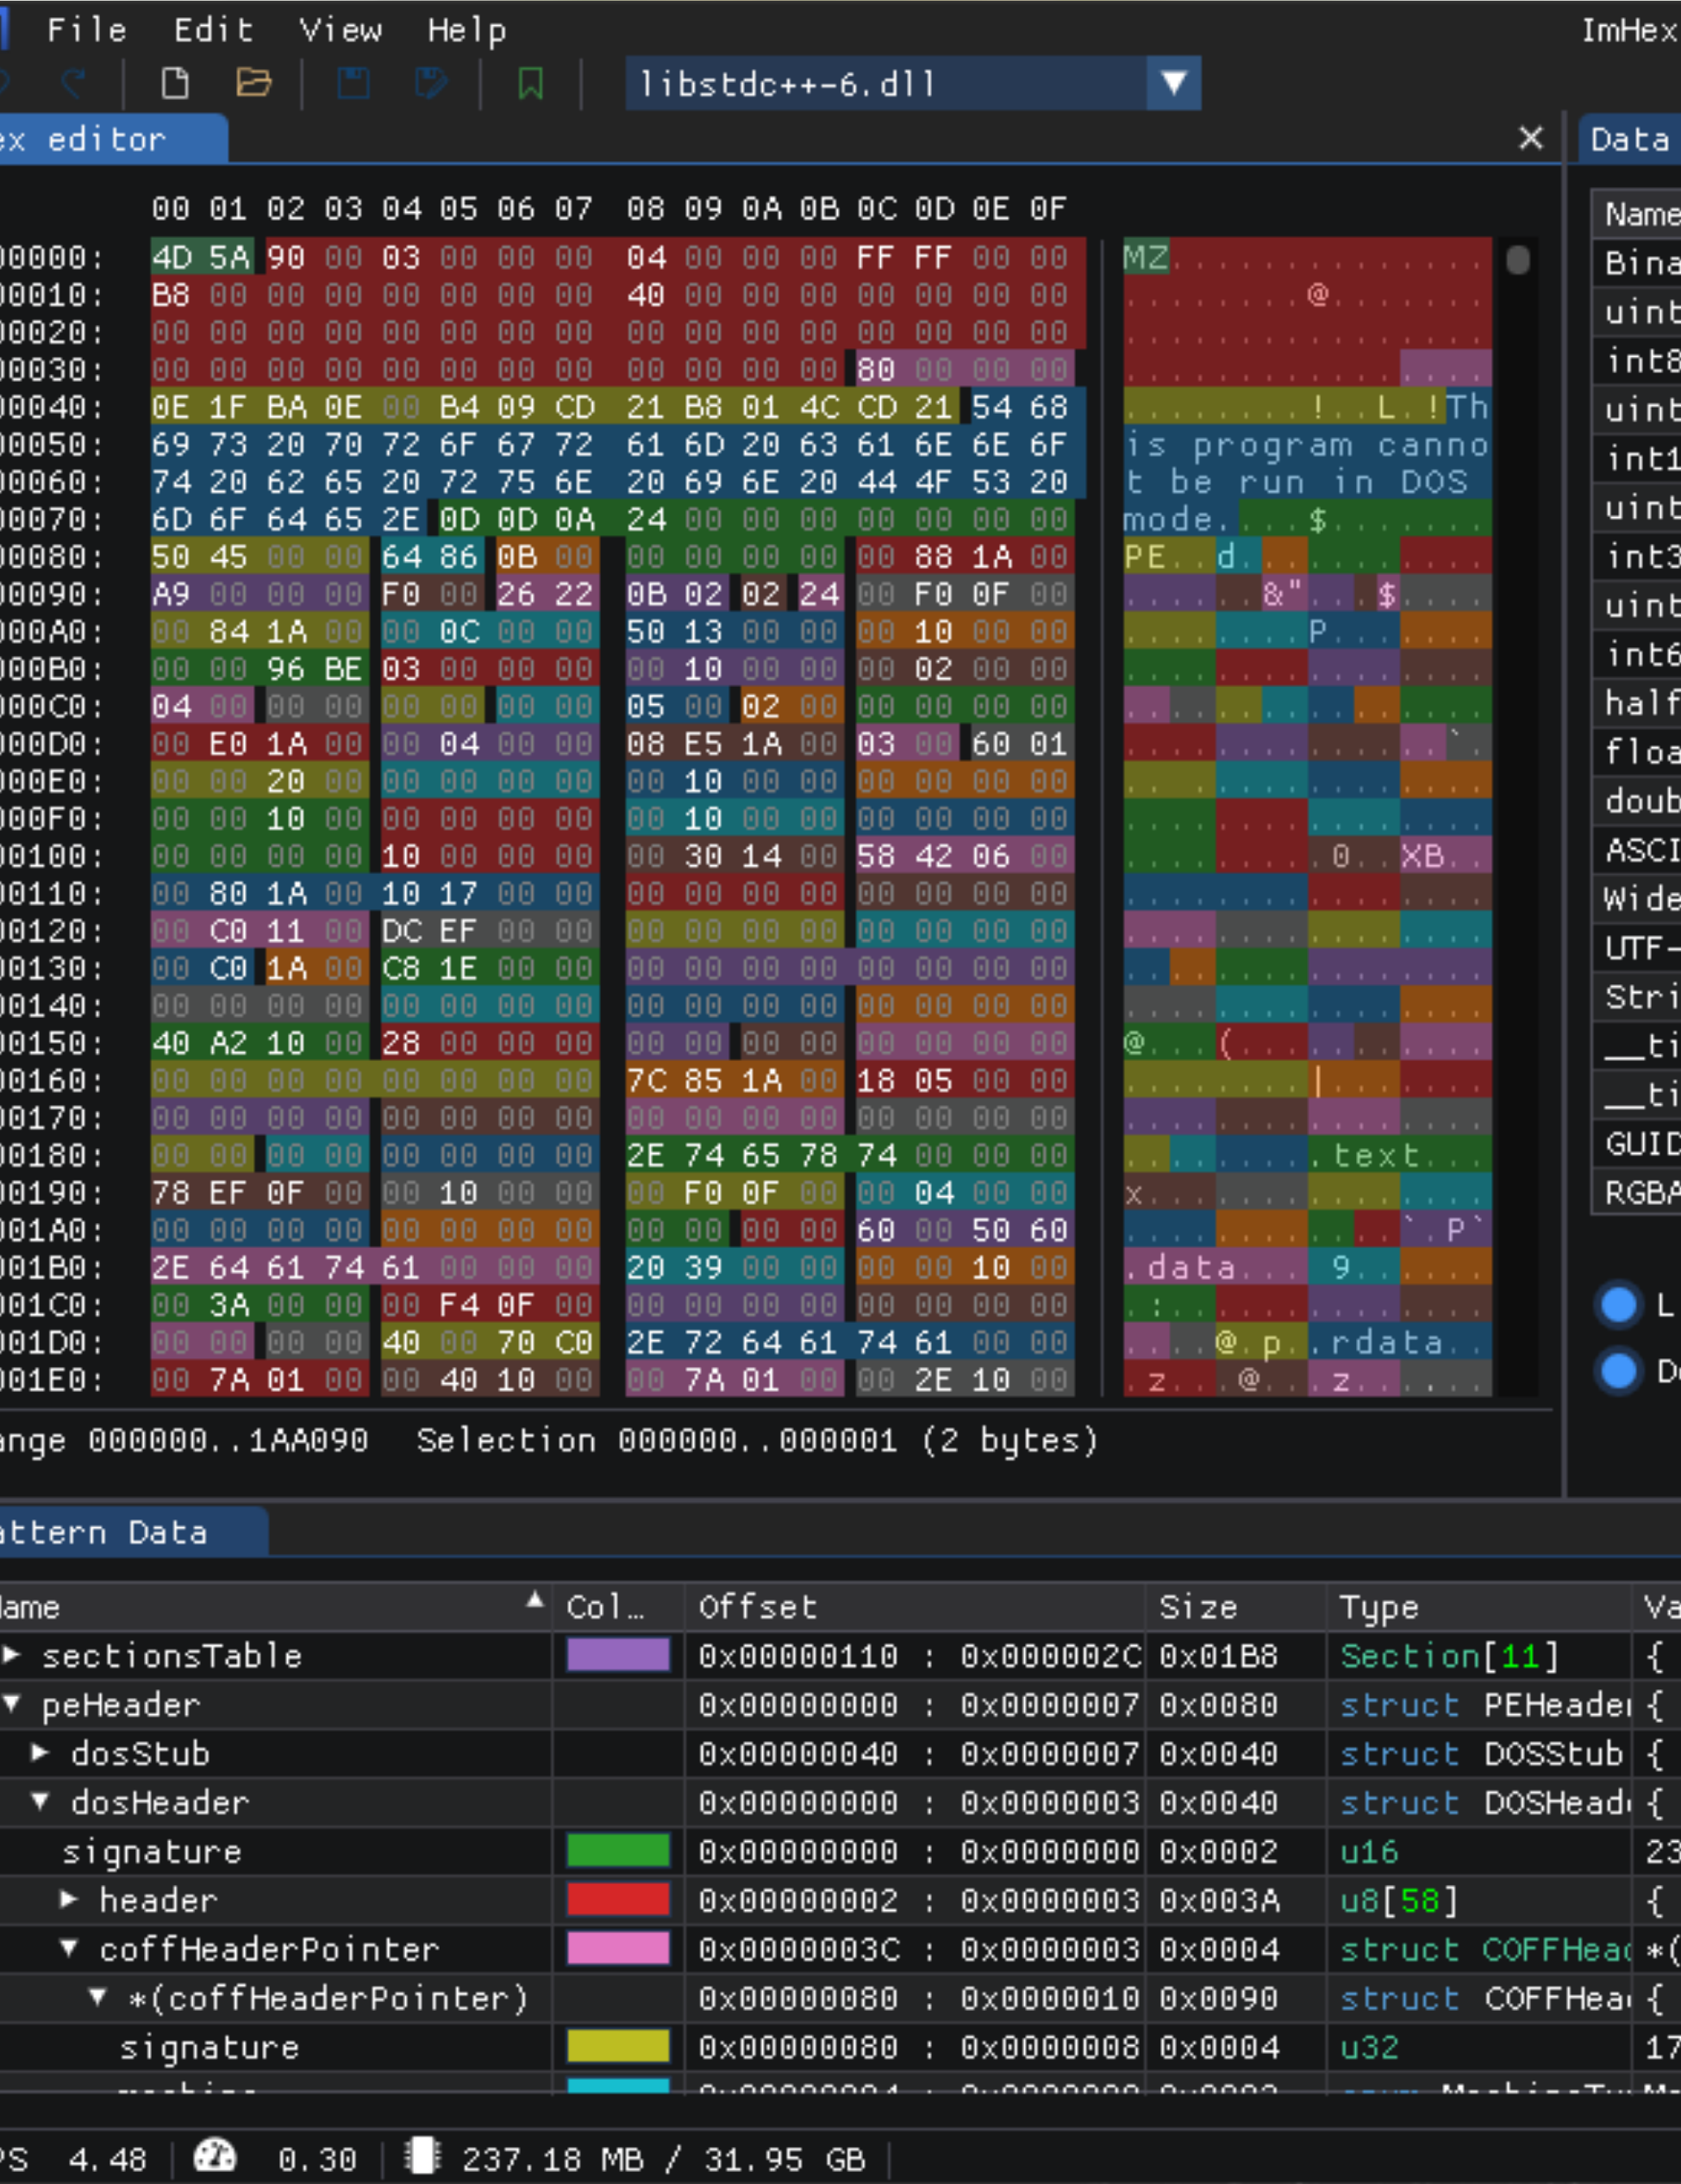 File Edit View Help ImHex
libstdc++-6.dll
ex editor × Data
00 01 02 03 04 05 06 07 08 09 0A 0B 0C 0D 0E 0F
Name
00000: 4D 5A 90 00 03 00 00 00 04 00 00 00 FF FF 00 00 MZ..............
Bina
00010: B8 00 00 00 00 00 00 00 40 00 00 00 00 00 00 00 ........@.......
uint
00020: 00 00 00 00 00 00 00 00 00 00 00 00 00 00 00 00 ................
00030: 00 00 00 00 00 00 00 00 00 00 00 00 80 00 00 00 ................
int8
00040: 0E 1F BA 0E 00 B4 09 CD 21 B8 01 4C CD 21 54 68 ........!..L.!Th
uint
00050: 69 73 20 70 72 6F 67 72 61 6D 20 63 61 6E 6E 6F is program canno
int1
00060: 74 20 62 65 20 72 75 6E 20 69 6E 20 44 4F 53 20 t be run in DOS
uint
00070: 6D 6F 64 65 2E 0D 0D 0A 24 00 00 00 00 00 00 00 mode....$.......
00080: 50 45 00 00 64 86 0B 00 00 00 00 00 00 88 1A 00 PE..d...........
int3
00090: A9 00 00 00 F0 00 26 22 0B 02 02 24 00 F0 0F 00 ......&"...$....
uint
000A0: 00 84 1A 00 00 0C 00 00 50 13 00 00 00 10 00 00 ........P.......
int6
000B0: 00 00 96 BE 03 00 00 00 00 10 00 00 00 02 00 00 ................
000C0: 04 00 00 00 00 00 00 00 05 00 02 00 00 00 00 00 ................
half
000D0: 00 E0 1A 00 00 04 00 00 08 E5 1A 00 03 00 60 01 ..............`.
floa
000E0: 00 00 20 00 00 00 00 00 00 10 00 00 00 00 00 00 .. .............
doub
000F0: 00 00 10 00 00 00 00 00 00 10 00 00 00 00 00 00 ................
00100: 00 00 00 00 10 00 00 00 00 30 14 00 58 42 06 00 .........0..XB..
ASCI
00110: 00 80 1A 00 10 17 00 00 00 00 00 00 00 00 00 00 ................
Wide
00120: 00 C0 11 00 DC EF 00 00 00 00 00 00 00 00 00 00 ................
UTF-
00130: 00 C0 1A 00 C8 1E 00 00 00 00 00 00 00 00 00 00 ................
Stri
00140: 00 00 00 00 00 00 00 00 00 00 00 00 00 00 00 00 ................
00150: 40 A2 10 00 28 00 00 00 00 00 00 00 00 00 00 00 @...(...........
__ti
00160: 00 00 00 00 00 00 00 00 7C 85 1A 00 18 05 00 00 ........|.......
__ti
00170: 00 00 00 00 00 00 00 00 00 00 00 00 00 00 00 00 ................
GUID
00180: 00 00 00 00 00 00 00 00 2E 74 65 78 74 00 00 00 .........text...
00190: 78 EF 0F 00 00 10 00 00 00 F0 0F 00 00 04 00 00 x...............
RGBA
001A0: 00 00 00 00 00 00 00 00 00 00 00 00 60 00 50 60 ............`.P`
001B0: 2E 64 61 74 61 00 00 00 20 39 00 00 00 00 10 00 .data... 9......
001C0: 00 3A 00 00 00 F4 0F 00 00 00 00 00 00 00 00 00 .:..............
L
001D0: 00 00 00 00 40 00 70 C0 2E 72 64 61 74 61 00 00 ....@.p..rdata..
De
001E0: 00 7A 01 00 00 40 10 00 00 7A 01 00 00 2E 10 00 .z...@...z......
ange 000000..1AA090 Selection 000000..000001 (2 bytes)
attern Data
ame Col… Offset Size Type Va
sectionsTable 0x00000110 : 0x000002C 0x01B8 Section[11] {
peHeader 0x00000000 : 0x0000007 0x0080 struct PEHeader {
dosStub 0x00000040 : 0x0000007 0x0040 struct DOSStub {
dosHeader 0x00000000 : 0x0000003 0x0040 struct DOSHead {
signature 0x00000000 : 0x0000000 0x0002 u16 23
header 0x00000002 : 0x0000003 0x003A u8[58] {
coffHeaderPointer 0x0000003C : 0x0000003 0x0004 struct COFFHead *(
*(coffHeaderPointer) 0x00000080 : 0x0000010 0x0090 struct COFFHea {
signature 0x00000080 : 0x0000008 0x0004 u32 17
PS 4.48 0.30 237.18 MB / 31.95 GB